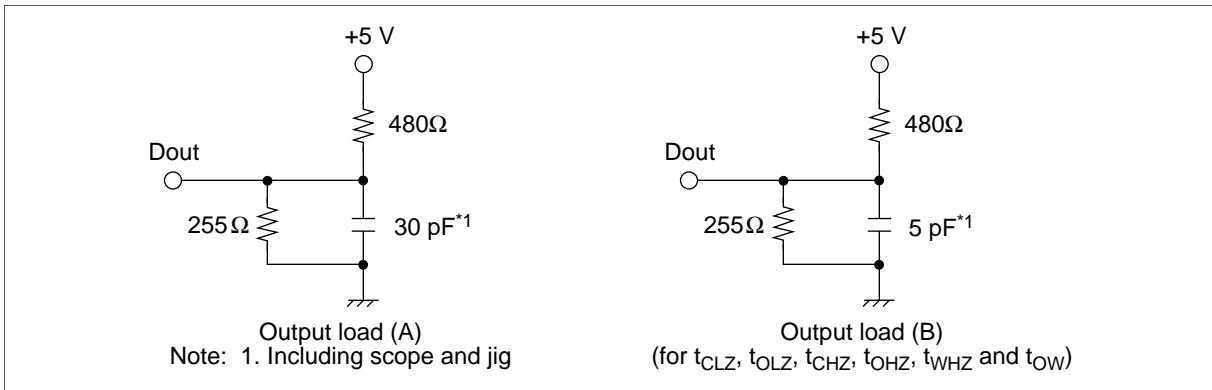 +5 V
480Ω
Dout
255Ω
30 pF*1
Output load (A)
Note: 1. Including scope and jig
+5 V
480Ω
Dout
255Ω
5 pF*1
Output load (B)
(for tCLZ, tOLZ, tCHZ, tOHZ, tWHZ and tOW)